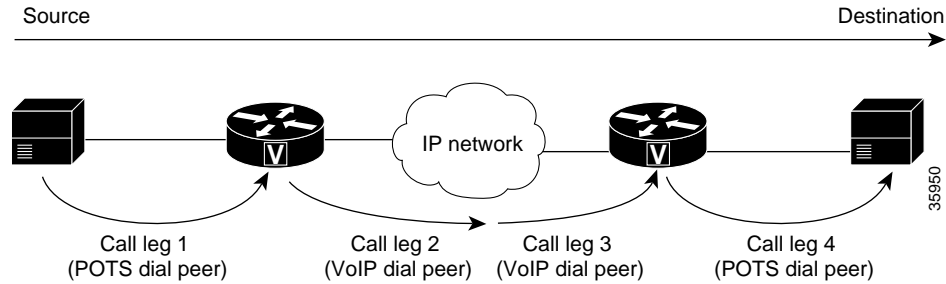 Source
Destination
V
IP network
V
35950
Call leg 1
(POTS dial peer)
Call leg 2
(VoIP dial peer)
Call leg 3
(VoIP dial peer)
Call leg 4
(POTS dial peer)